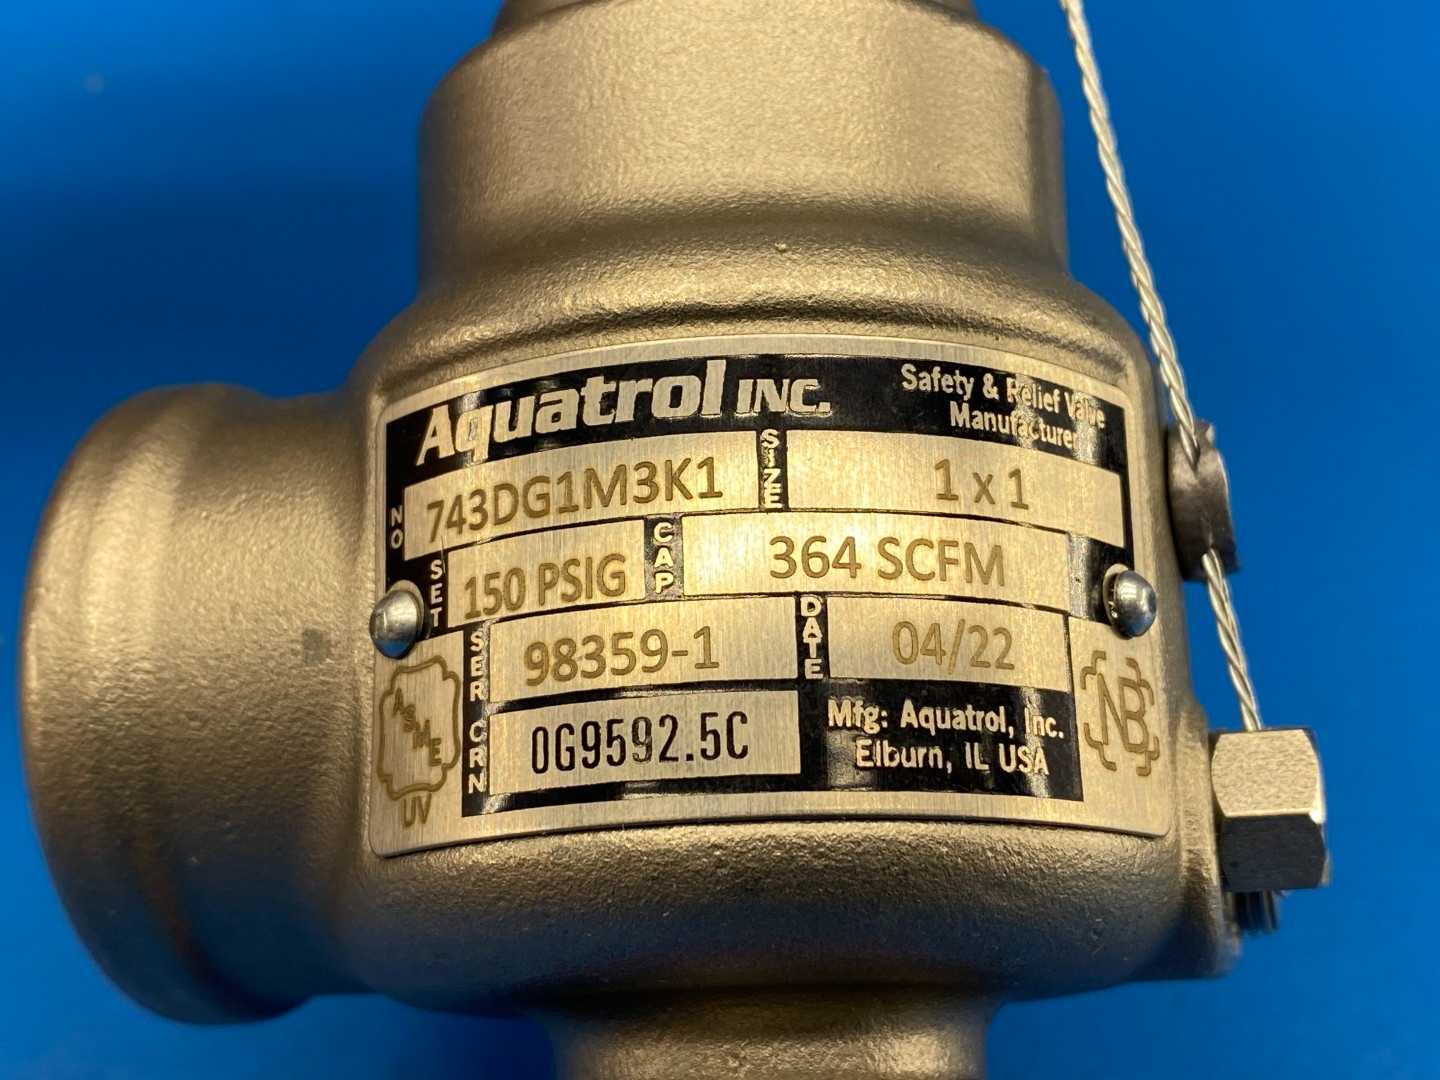 Aquatrol INC.
Safety & Relief Valve
Manufacturer
NO 743DG1M3K1 SIZE 1 x 1
SET 150 PSIG CAP 364 SCFM
SER 98359-1 DATE 04/22
CRN 0G9592.5C
Mfg: Aquatrol, Inc.
Elburn, IL USA
ASME
UV
NB